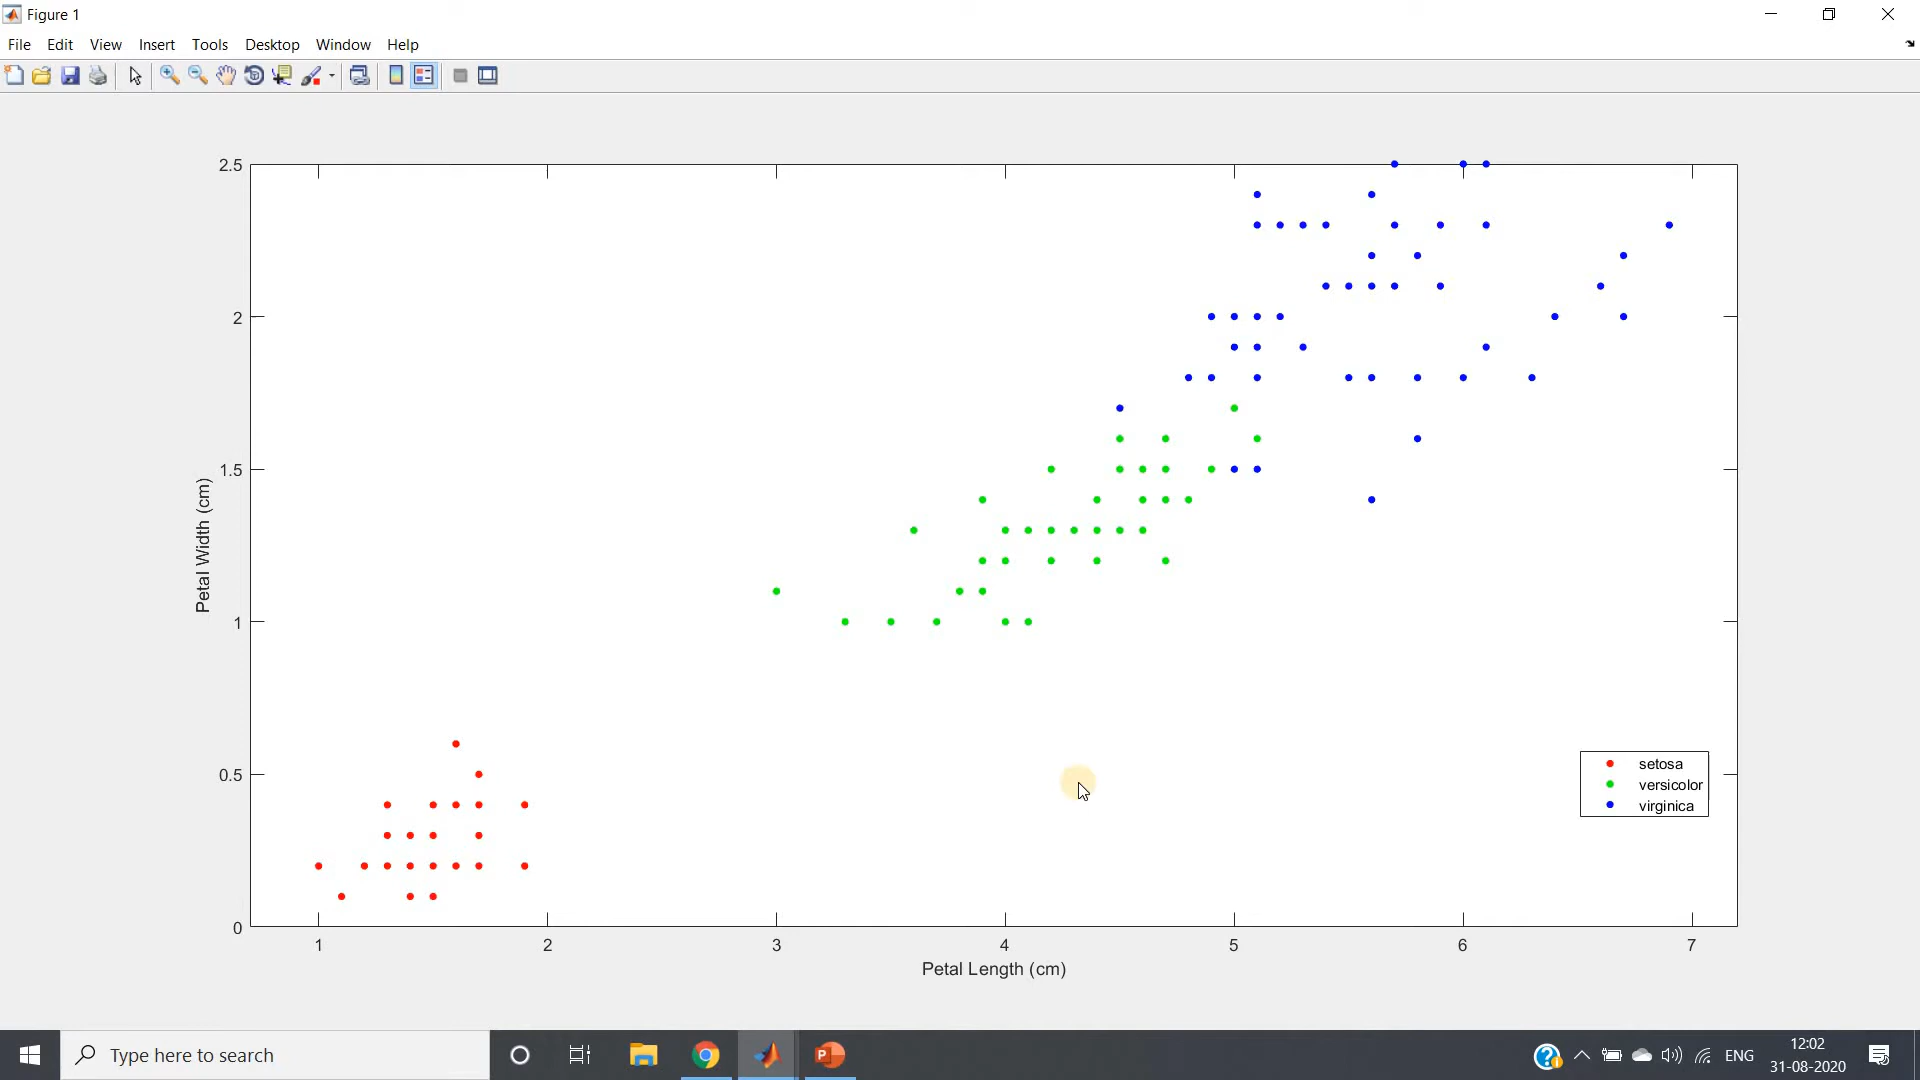 Figure 1
File Edit View Insert Tools Desktop Window Help
2.5
2
1.5
1
0.5
0
Petal Width (cm)
setosa
versicolor
virginica
1 2 3 4 5 6 7
Petal Length (cm)
Type here to search
P
ENG
12:02
31-08-2020